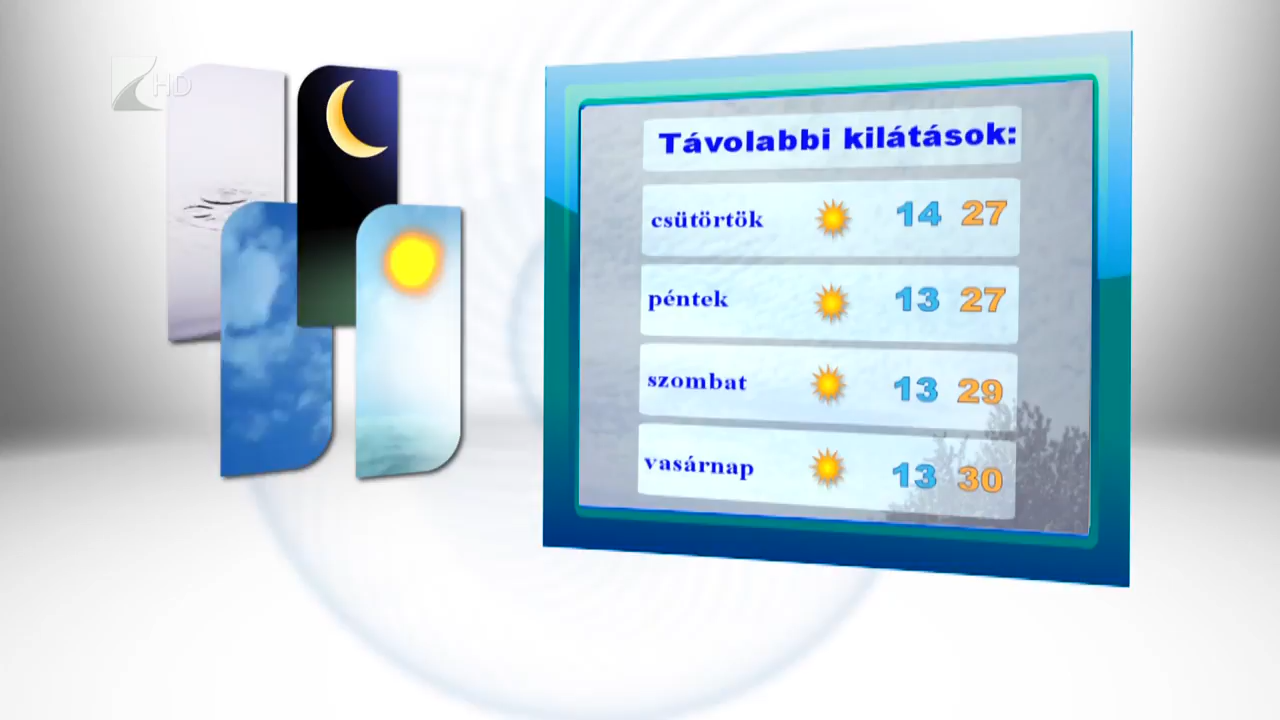 HD
Távolabbi kilátások:
csütörtök 14 27
péntek 13 27
szombat 13 29
vasárnap 13 30